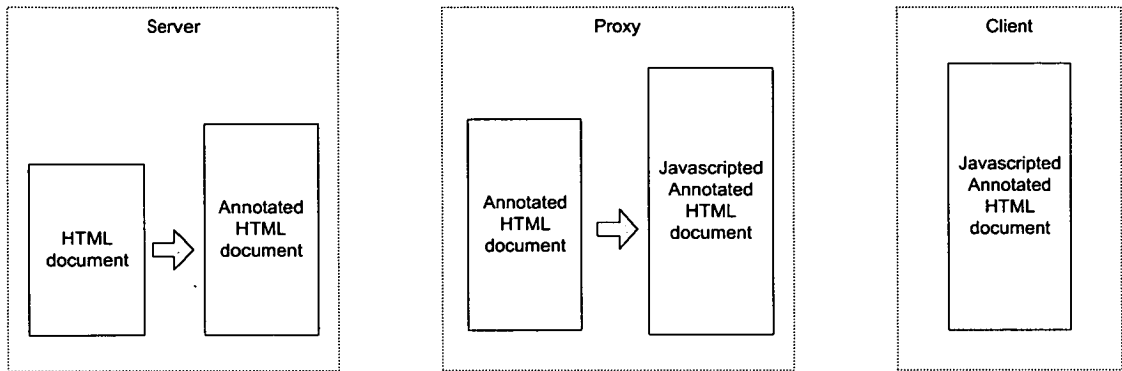 Server
HTML
document
Annotated
HTML
document
Proxy
Annotated
HTML
document
Javascripted
Annotated
HTML
document
Client
Javascripted
Annotated
HTML
document